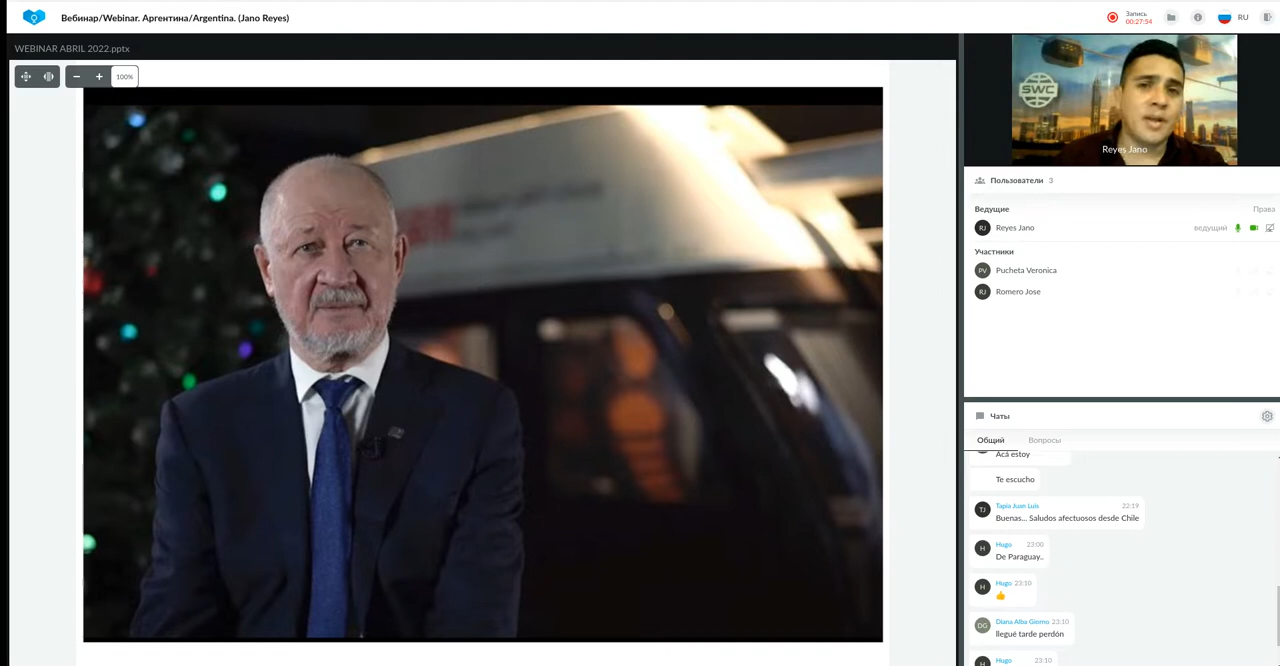 Вебинар/Webinar. Аргентина/Argentina. (Jano Reyes)
Запись
00:27:54
RU
WEBINAR ABRIL 2022.pptx
100%
SWC
Reyes Jano
Пользователи 3
Ведущие Права
RJ Reyes Jano ведущий
Участники
PV Pucheta Veronica
RJ Romero Jose
Чаты
Общий Вопросы
Acá estoy
Te escucho
TJ Tapia Juan Luis 22:19
Buenas... Saludos afectuosos desde Chile
H Hugo 23:00
De Paraguay..
H Hugo 23:10
👍
DG Diana Alba Giorno 23:10
llegué tarde perdón
H Hugo 23:10